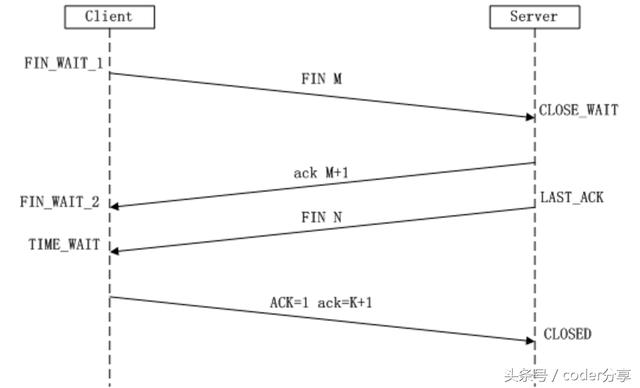 Client
Server
FIN_WAIT_1
FIN M
CLOSE_WAIT
ack M+1
FIN_WAIT_2
LAST_ACK
FIN N
TIME_WAIT
ACK=1 ack=K+1
CLOSED
头条号 / coder分享